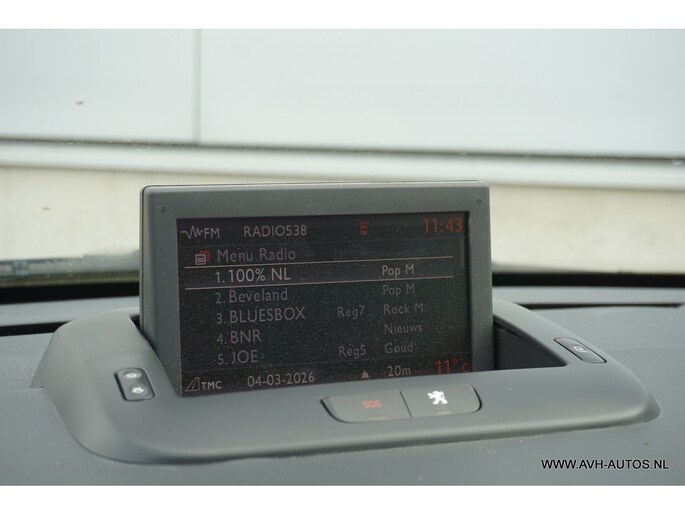 FM RADIO538 11:43
Menu Radio
1. 100% NL Pop M
2. Beveland Pop M
3. BLUESBOX Reg7 Rock M
4. BNR Nieuws
5. JOE Reg5 Goud
TMC 04-03-2026 20m 11°C
SOS
WWW.AVH-AUTOS.NL